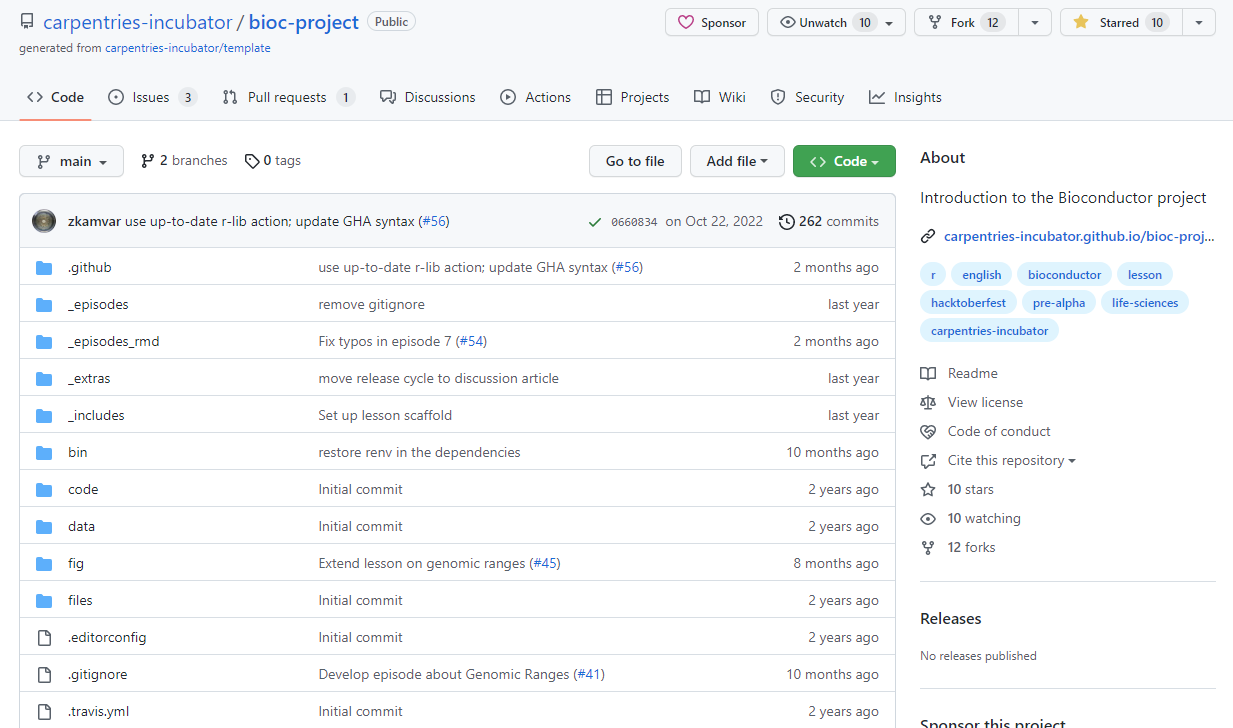 carpentries-incubator / bioc-project Public Sponsor Unwatch 10 Fork 12 Starred 10
generated from carpentries-incubator/template
Code Issues 3 Pull requests 1 Discussions Actions Projects Wiki Security Insights
main 2 branches 0 tags Go to file Add file Code
zkamvar use up-to-date r-lib action; update GHA syntax (#56) 0660834 on Oct 22, 2022 262 commits
.github use up-to-date r-lib action; update GHA syntax (#56) 2 months ago
_episodes remove gitignore last year
_episodes_rmd Fix typos in episode 7 (#54) 2 months ago
_extras move release cycle to discussion article last year
_includes Set up lesson scaffold last year
bin restore renv in the dependencies 10 months ago
code Initial commit 2 years ago
data Initial commit 2 years ago
fig Extend lesson on genomic ranges (#45) 8 months ago
files Initial commit 2 years ago
.editorconfig Initial commit 2 years ago
.gitignore Develop episode about Genomic Ranges (#41) 10 months ago
.travis.yml Initial commit 2 years ago
About
Introduction to the Bioconductor project
carpentries-incubator.github.io/bioc-proj...
r english bioconductor lesson
hacktoberfest pre-alpha life-sciences
carpentries-incubator
Readme
View license
Code of conduct
Cite this repository
10 stars
10 watching
12 forks
Releases
No releases published
Sponsor this project